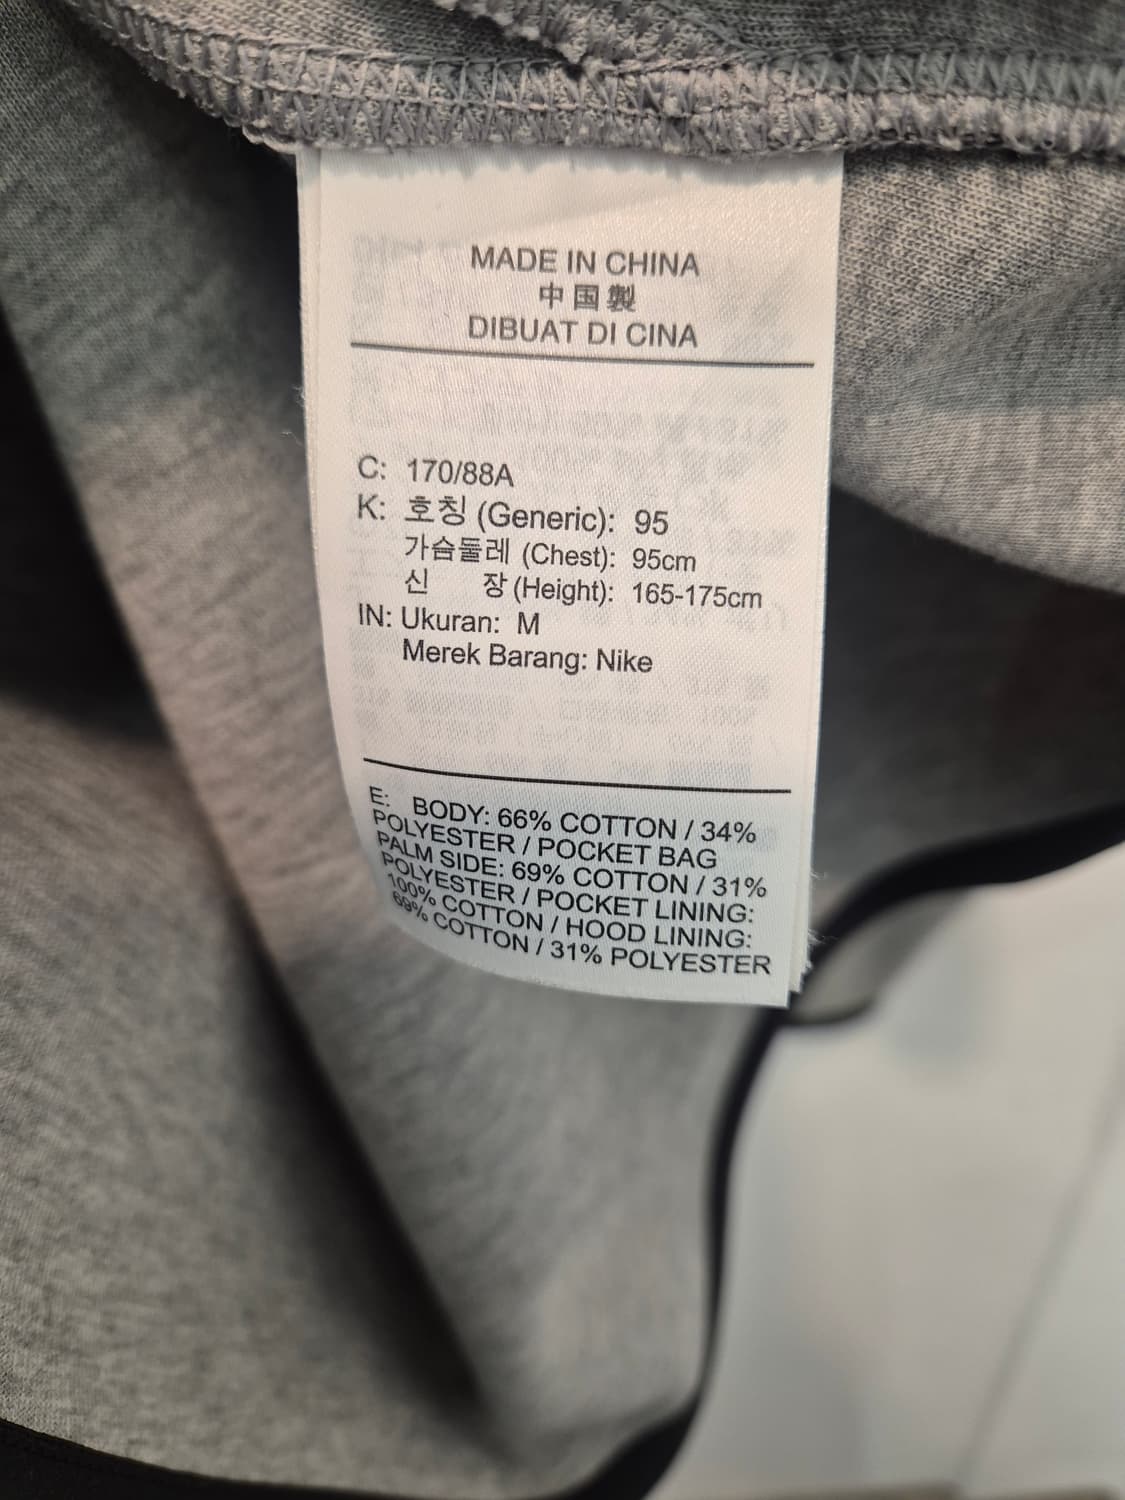 MADE IN CHINA
中国製
DIBUAT DI CINA
C: 170/88A
K: 호칭 (Generic): 95
가슴둘레 (Chest): 95cm
신 장 (Height): 165-175cm
IN: Ukuran: M
Merek Barang: Nike
E: BODY: 66% COTTON / 34%
POLYESTER / POCKET BAG
PALM SIDE: 69% COTTON / 31%
POLYESTER / POCKET LINING:
100% COTTON / HOOD LINING:
69% COTTON / 31% POLYESTER